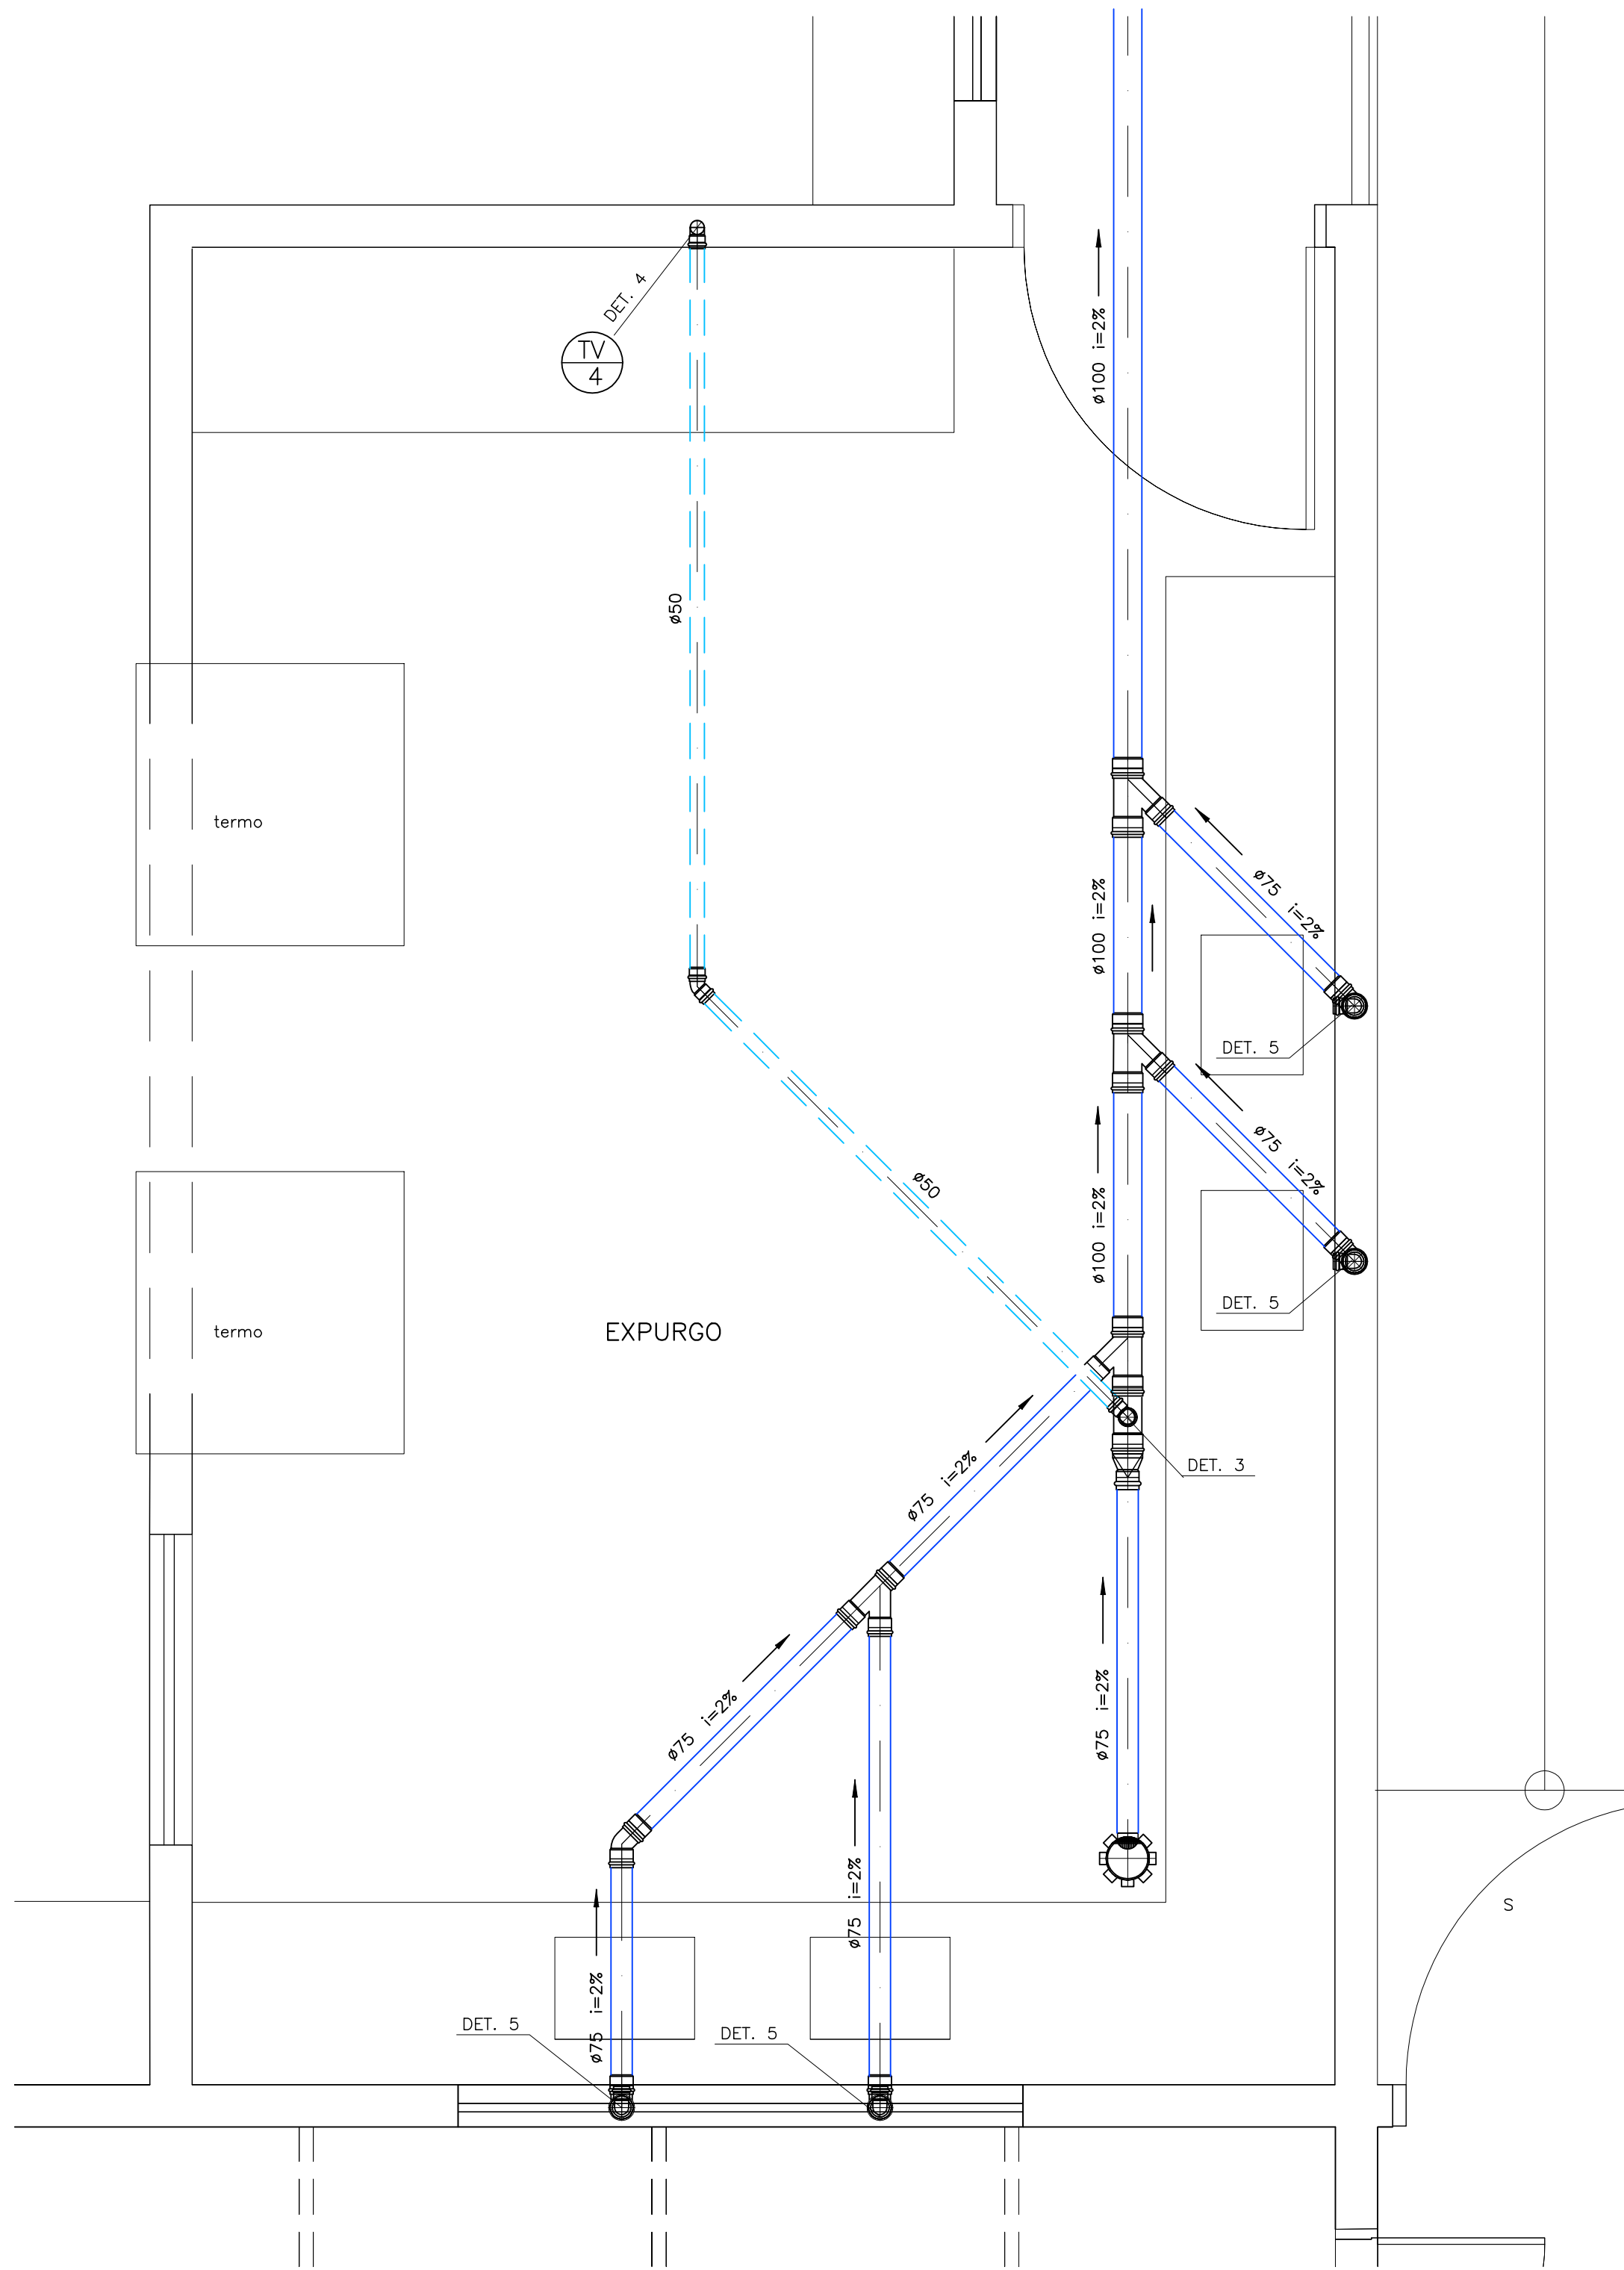 DET. 4
TV
4
ø100 i=2%
ø50
termo
ø100 i=2%
ø75 i=2%
DET. 5
ø75 i=2%
ø50
ø100 i=2%
DET. 5
termo
EXPURGO
DET. 3
ø75 i=2%
ø75 i=2%
ø75 i=2%
ø75 i=2%
S
ø75 i=2%
DET. 5
DET. 5